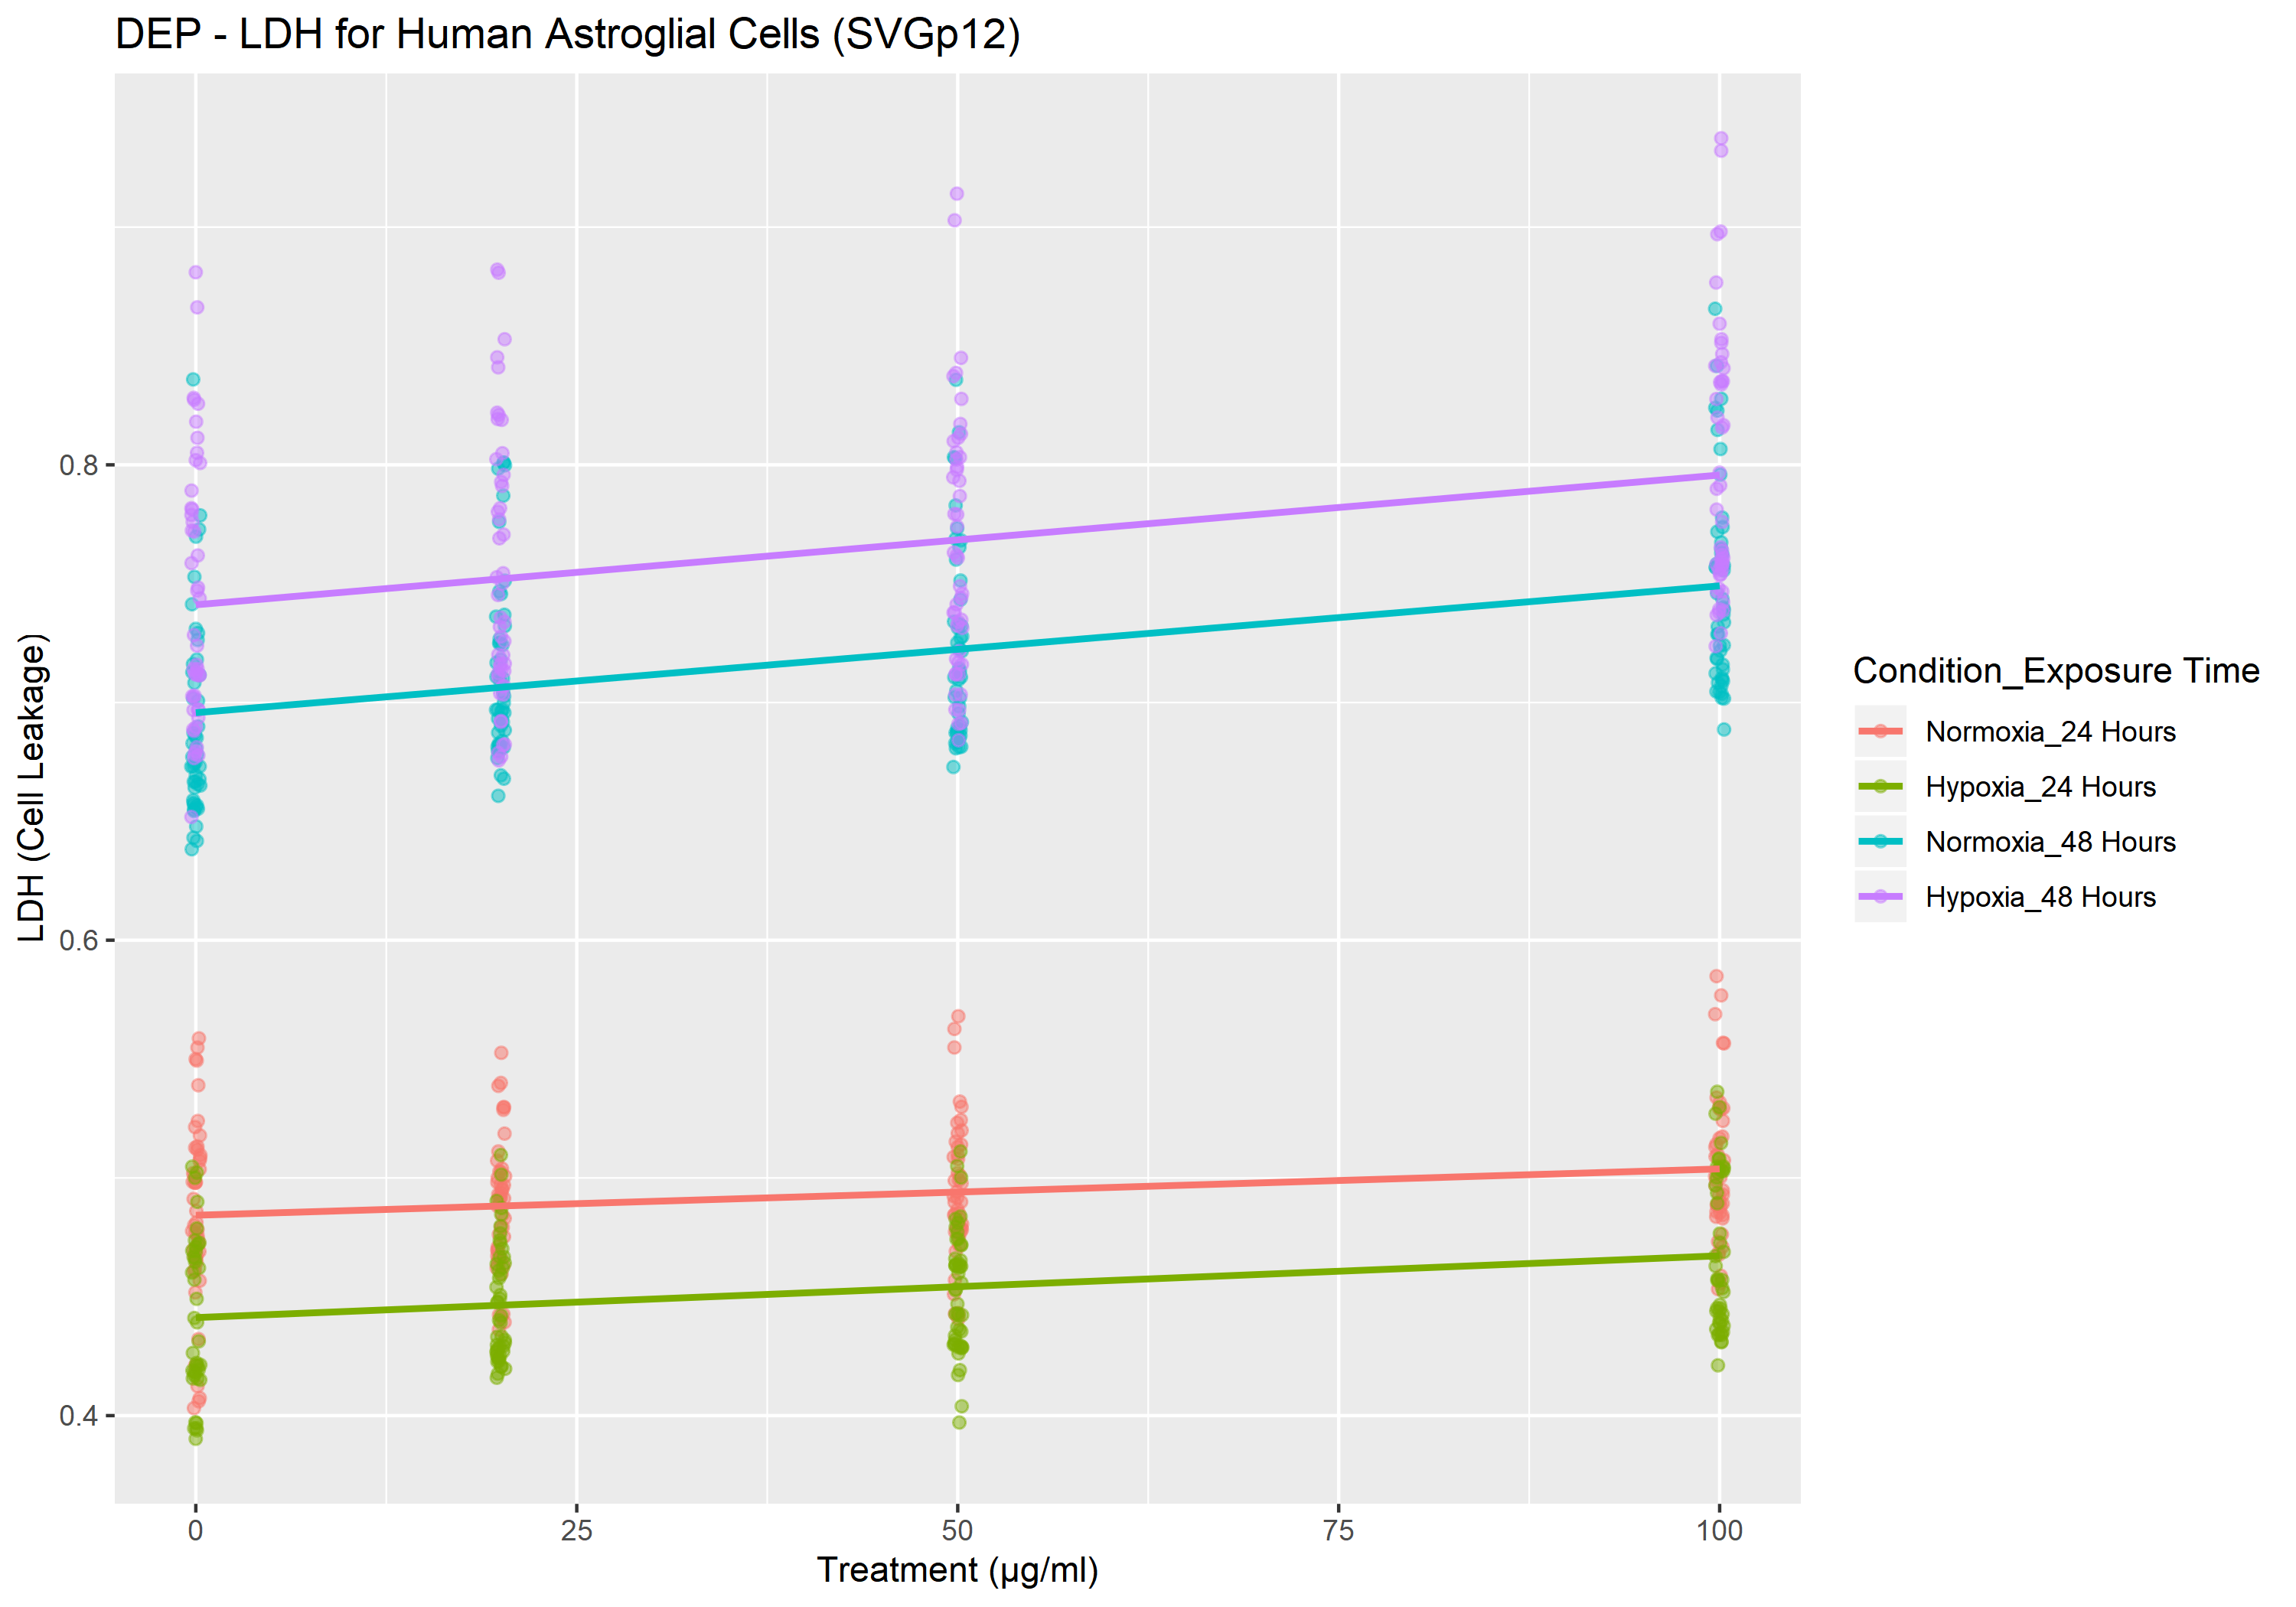 DEP - LDH for Human Astroglial Cells (SVGp12)
LDH (Cell Leakage)
0.8
0.6
0.4
0
25
50
75
100
Treatment (µg/ml)
Condition_Exposure Time
Normoxia_24 Hours
Hypoxia_24 Hours
Normoxia_48 Hours
Hypoxia_48 Hours